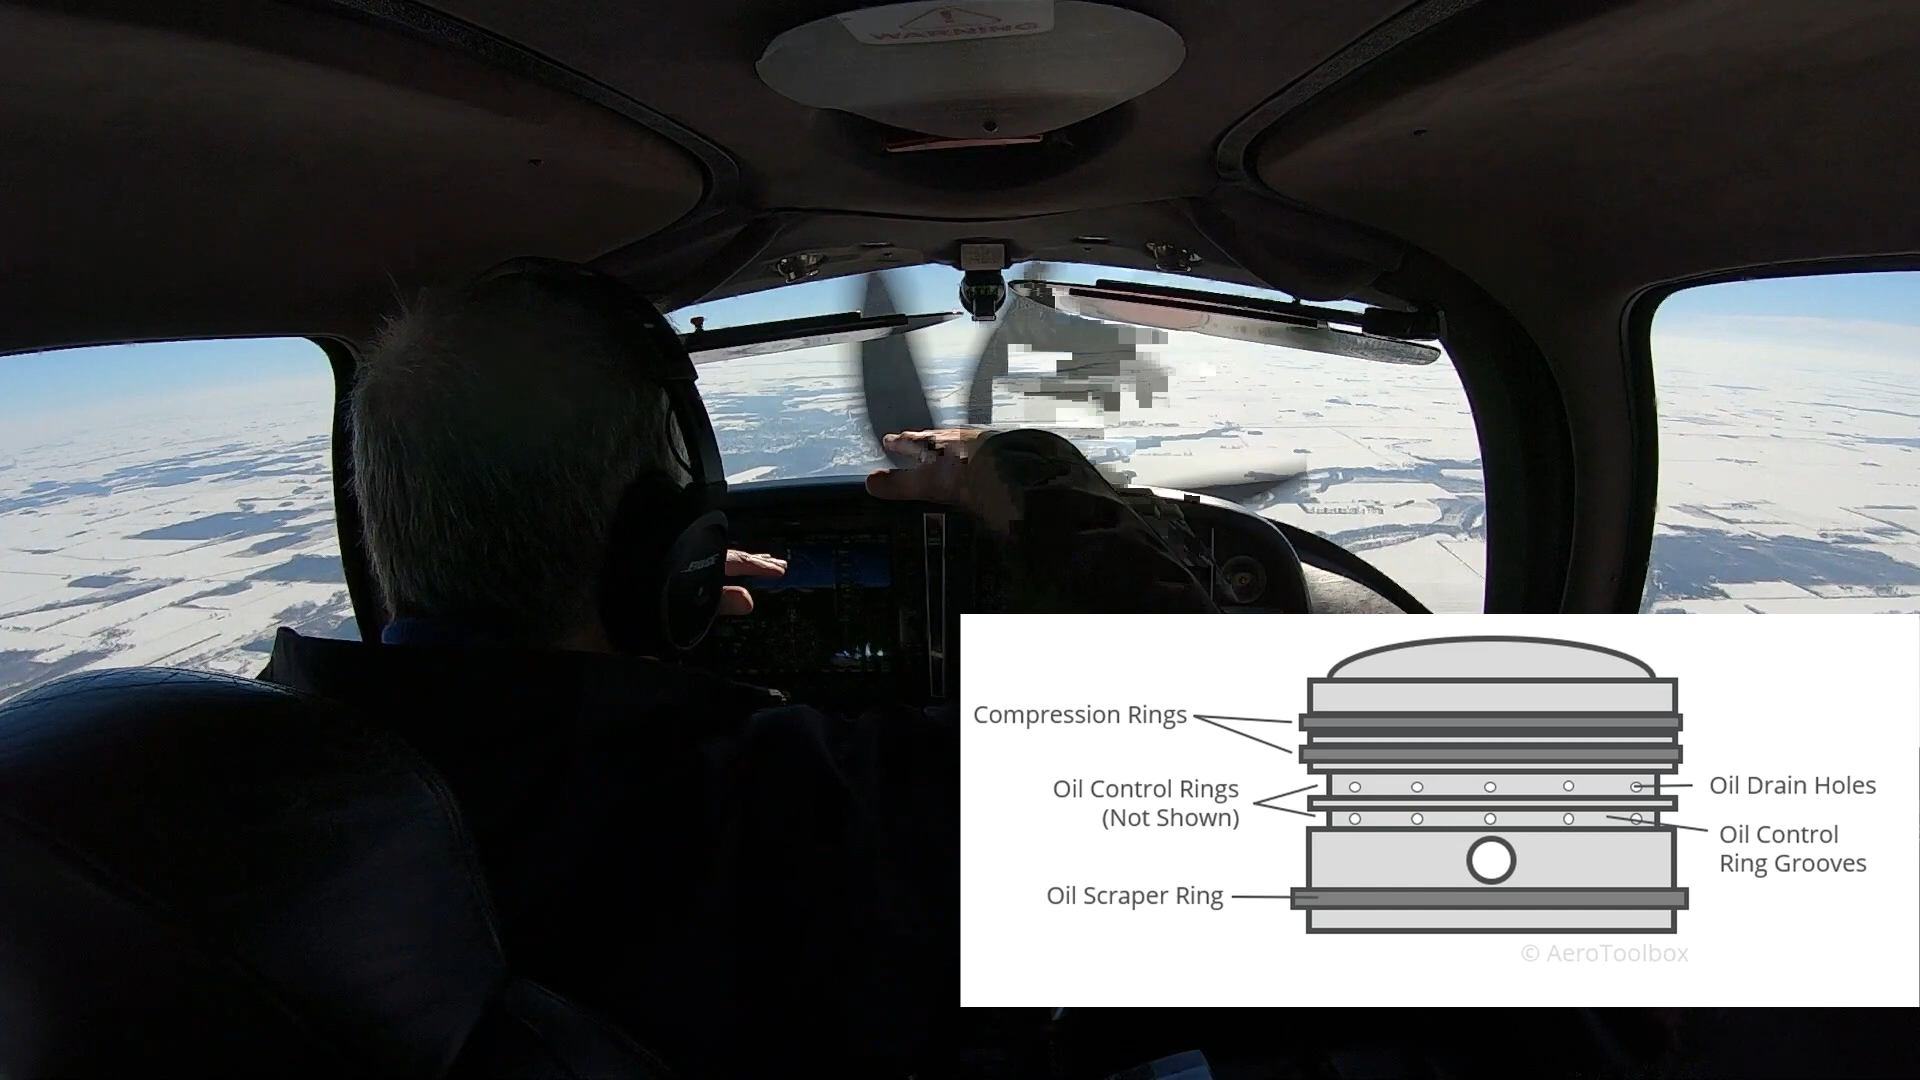 WARNING
BOSE
Compression Rings
Oil Control Rings
(Not Shown)
Oil Drain Holes
Oil Control
Ring Grooves
Oil Scraper Ring
© AeroToolbox